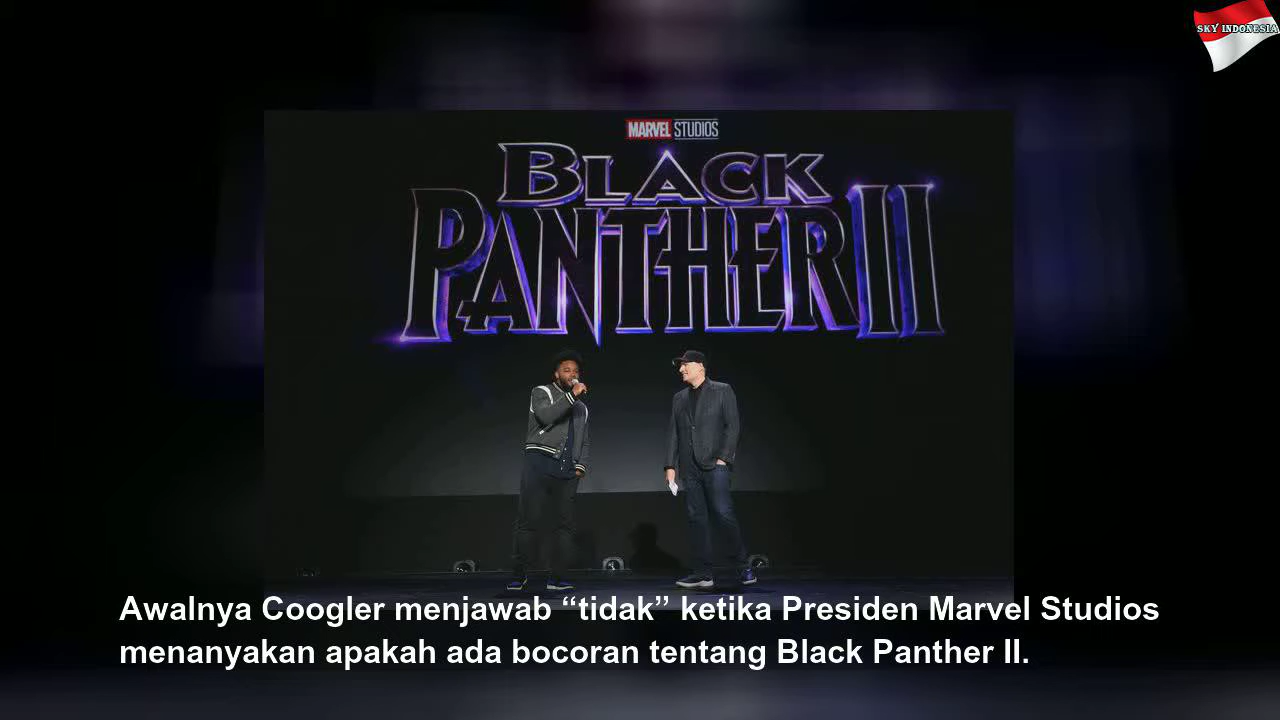 SKY INDONESIA
MARVEL STUDIOS
BLACK
PANTHER II
Awalnya Coogler menjawab “tidak” ketika Presiden Marvel Studios
menanyakan apakah ada bocoran tentang Black Panther II.